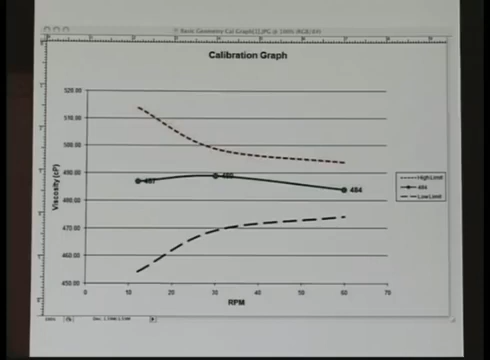 Calibration Graph
520.00
510.00
500.00
490.00
480.00
470.00
460.00
450.00
Viscosity (cP)
487
489
484
High Limit
484
Low Limit
0 10 20 30 40 50 60 70
RPM